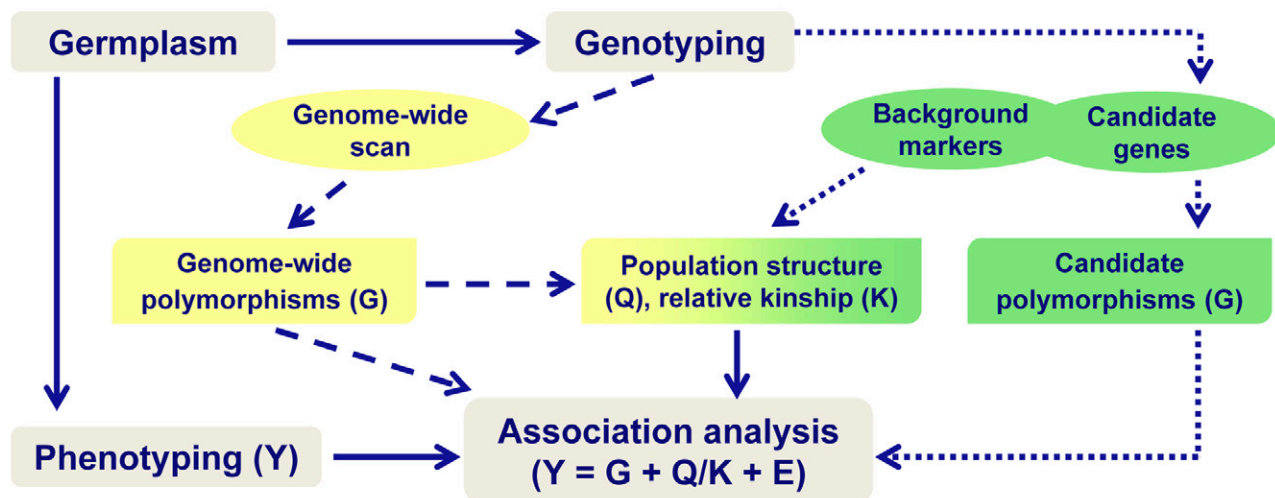 Germplasm
Genotyping
Genome-wide
scan
Background
markers
Candidate
genes
Genome-wide
polymorphisms (G)
Population structure
(Q), relative kinship (K)
Candidate
polymorphisms (G)
Phenotyping (Y)
Association analysis
(Y = G + Q/K + E)